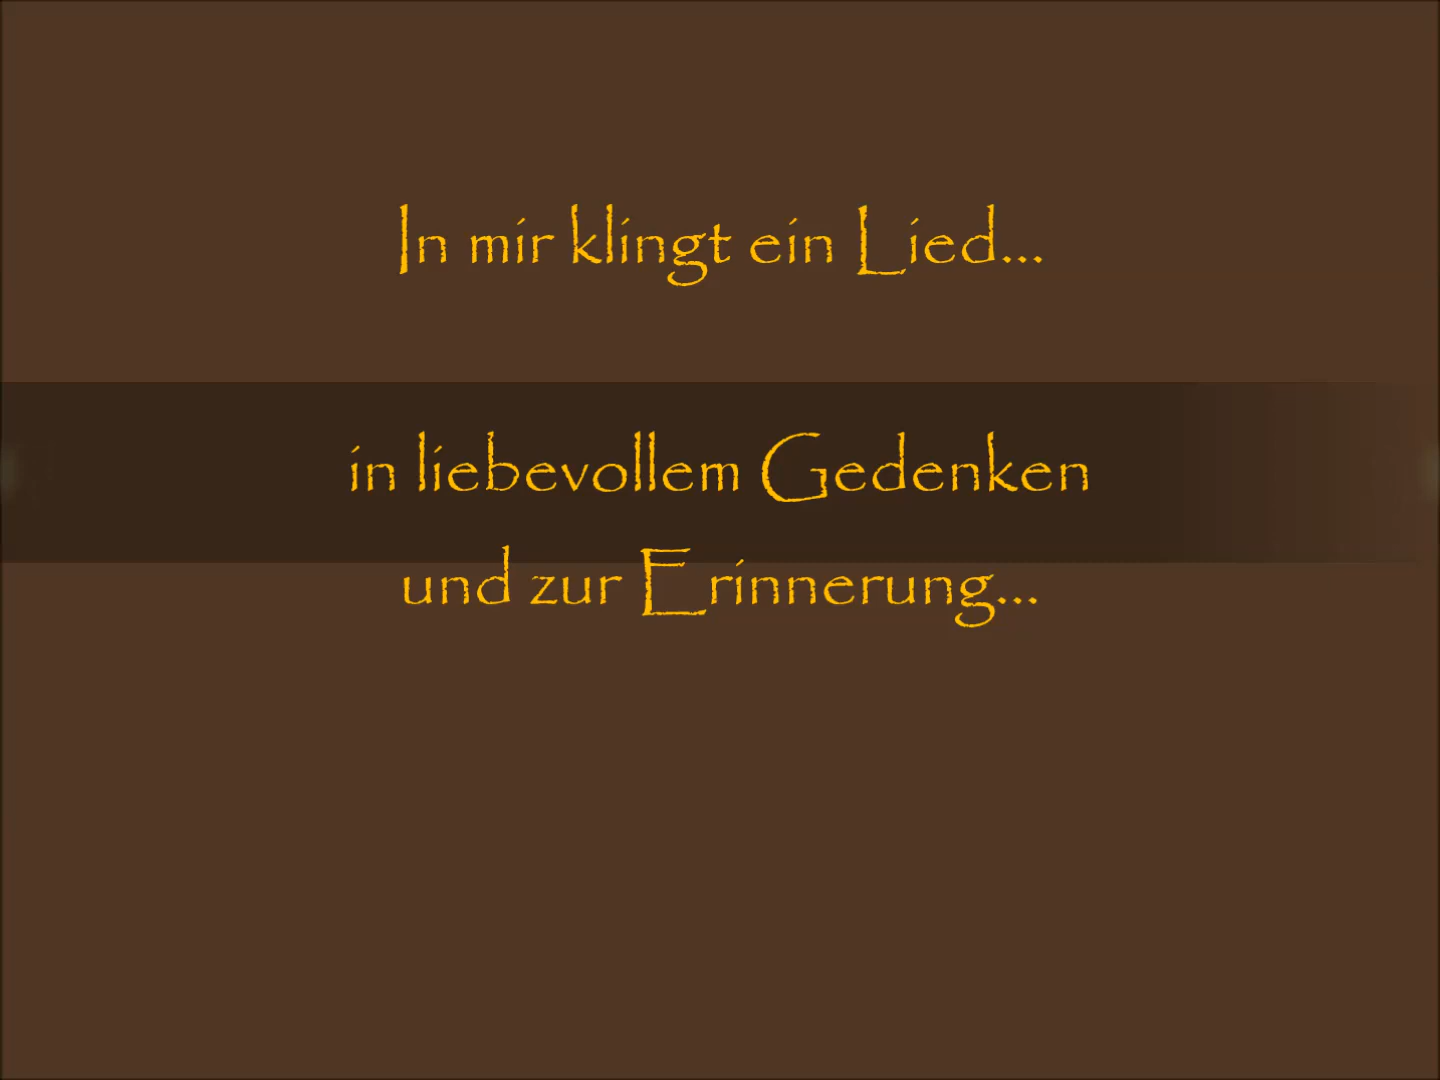 In mir klingt ein Lied...
in liebevollem Gedenken
und zur Erinnerung...